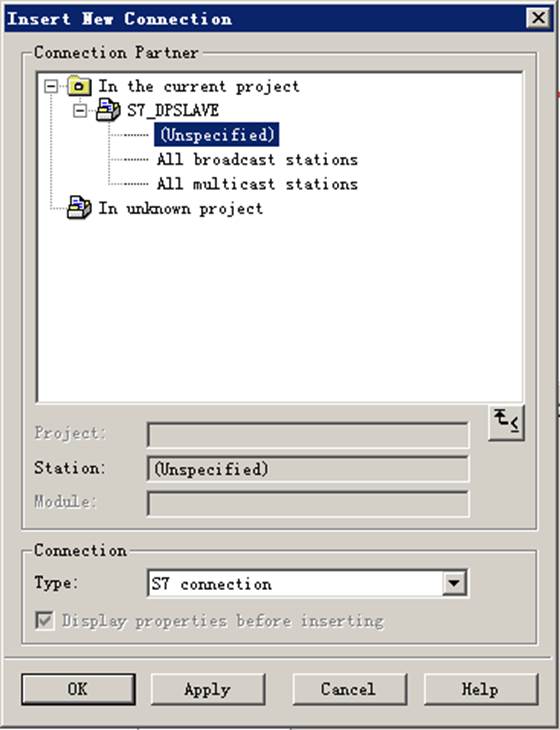 Insert New Connection
Connection Partner
In the current project
S7_DPSLAVE
(Unspecified)
All broadcast stations
All multicast stations
In unknown project
Project:
Station: (Unspecified)
Module:
Connection
Type: S7 connection
Display properties before inserting
OK Apply Cancel Help